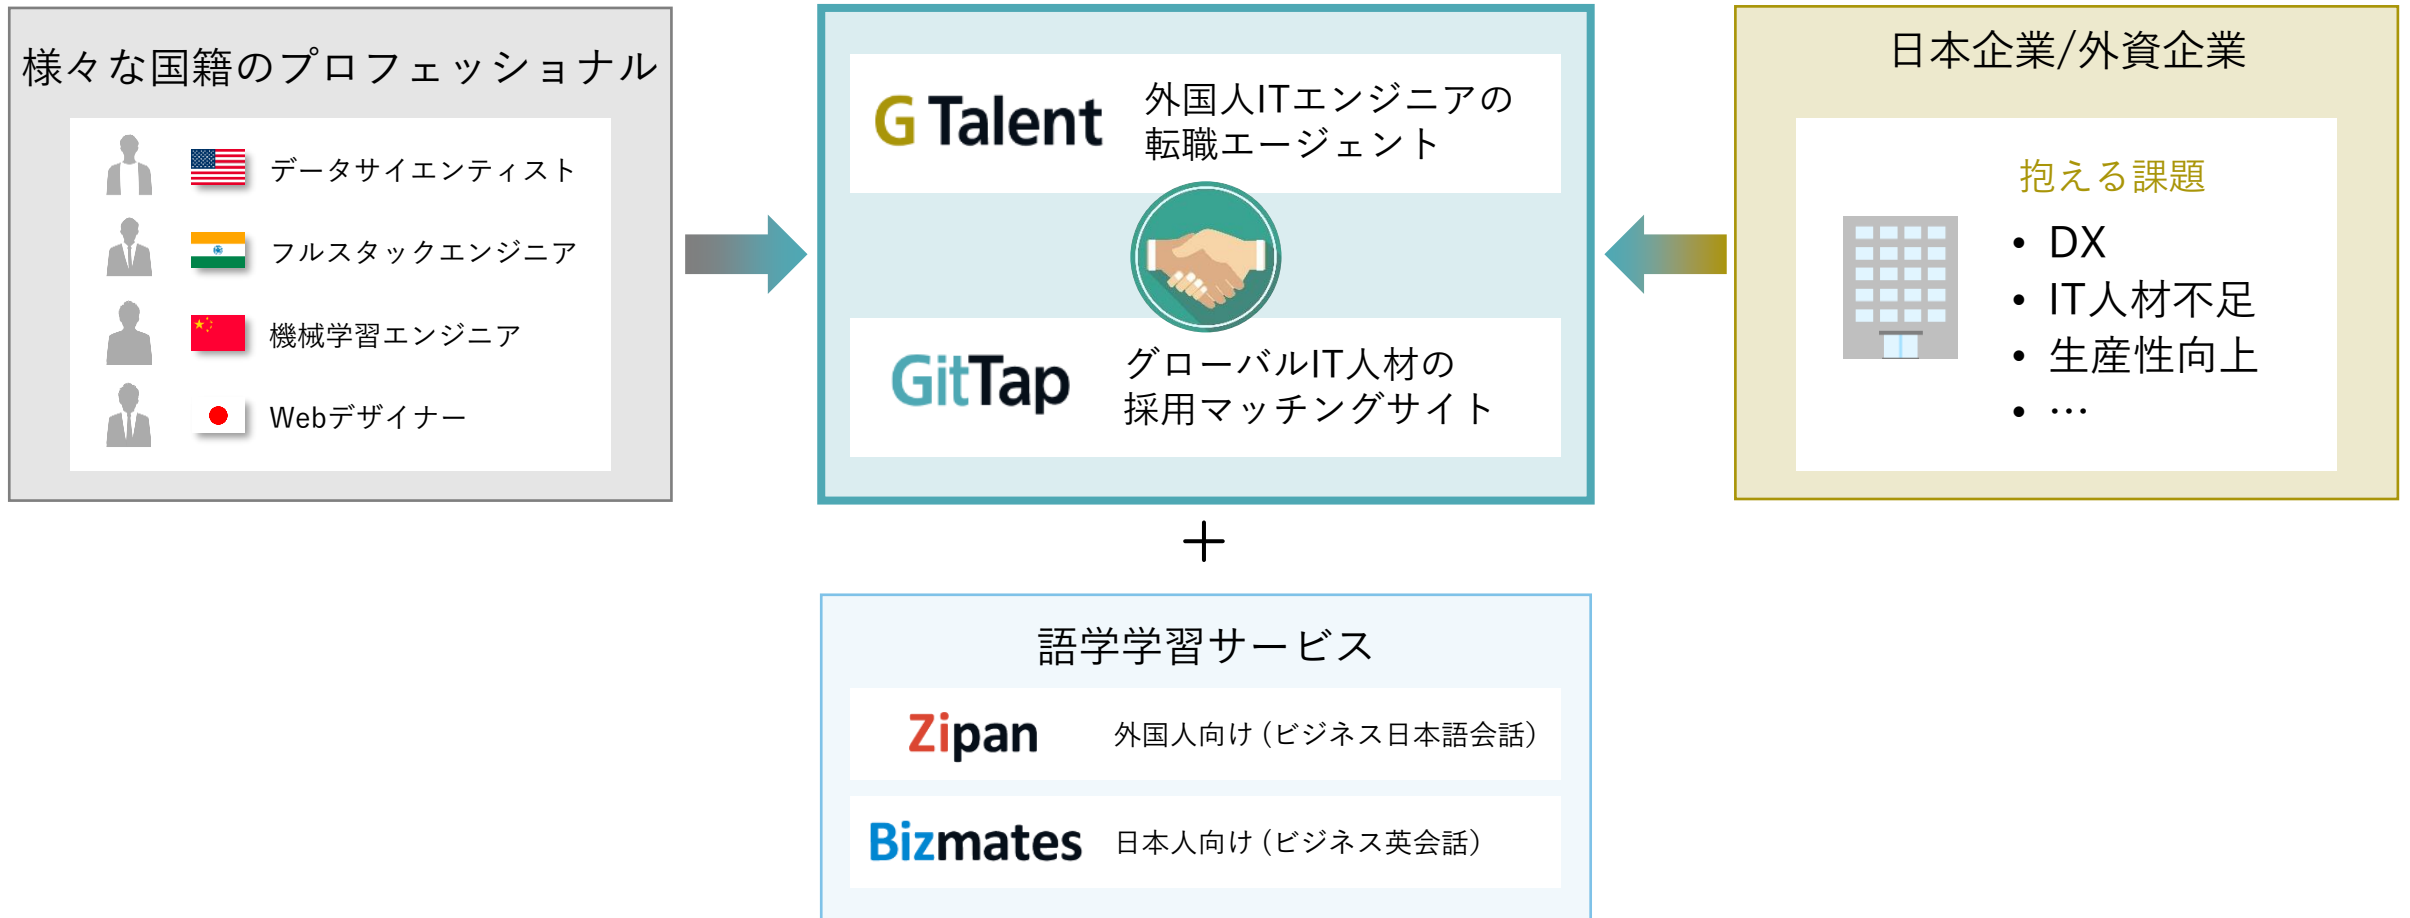 様々な国籍のプロフェッショナル
データサイエンティスト
フルスタックエンジニア
機械学習エンジニア
Webデザイナー
G Talent
外国人ITエンジニアの
転職エージェント
GitTap
グローバルIT人材の
採用マッチングサイト
日本企業/外資企業
抱える課題
• DX
• IT人材不足
• 生産性向上
• …
+
語学学習サービス
Zipan
外国人向け (ビジネス日本語会話)
Bizmates
日本人向け (ビジネス英会話)